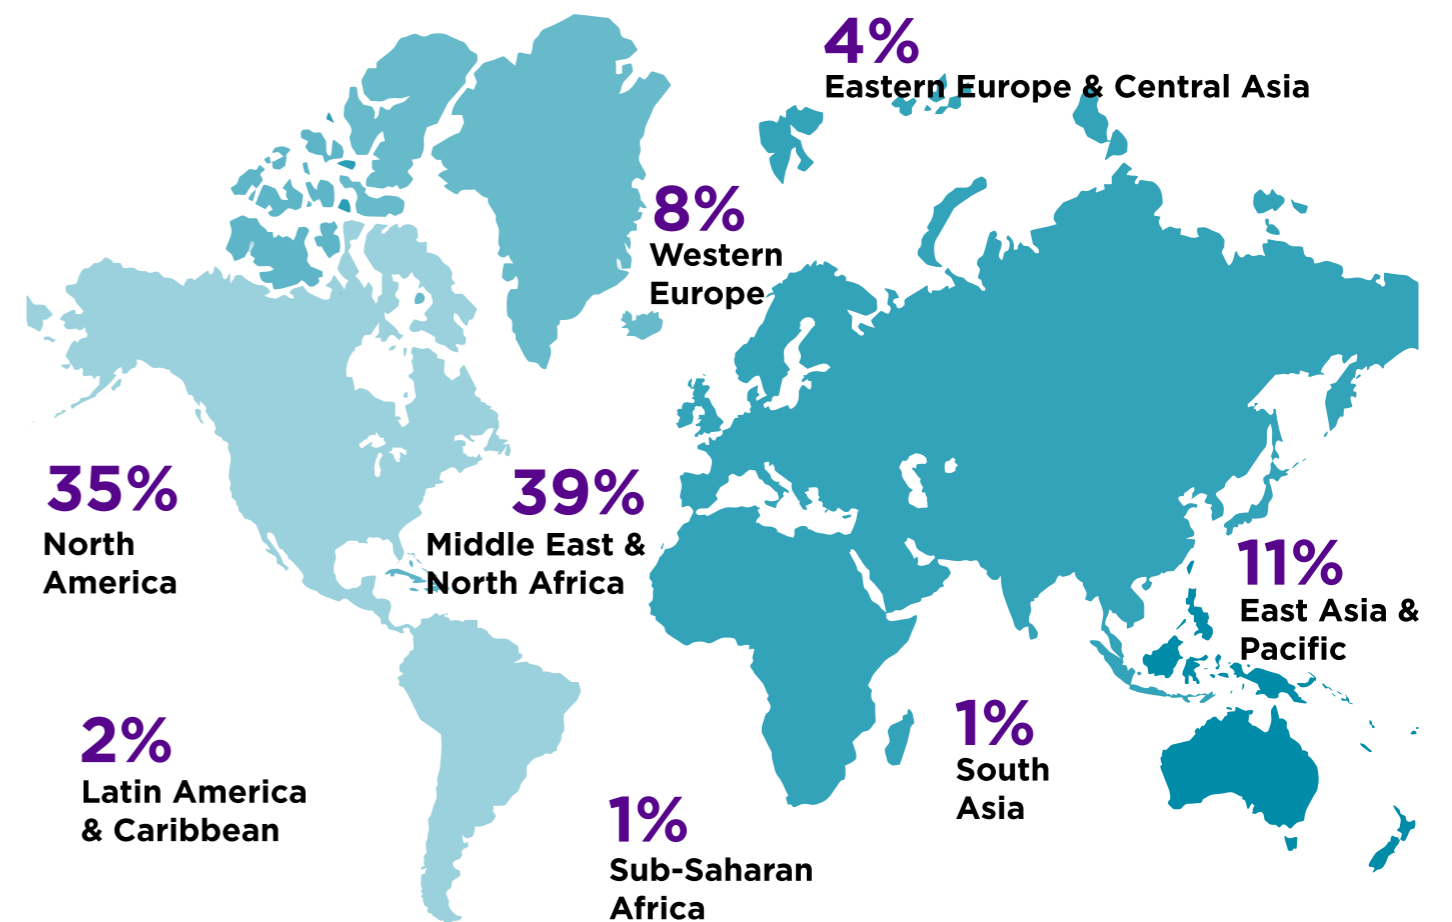 4%
Eastern Europe & Central Asia
8%
Western
Europe
35%
North
America
39%
Middle East &
North Africa
11%
East Asia &
Pacific
2%
Latin America
& Caribbean
1%
South
Asia
1%
Sub-Saharan
Africa